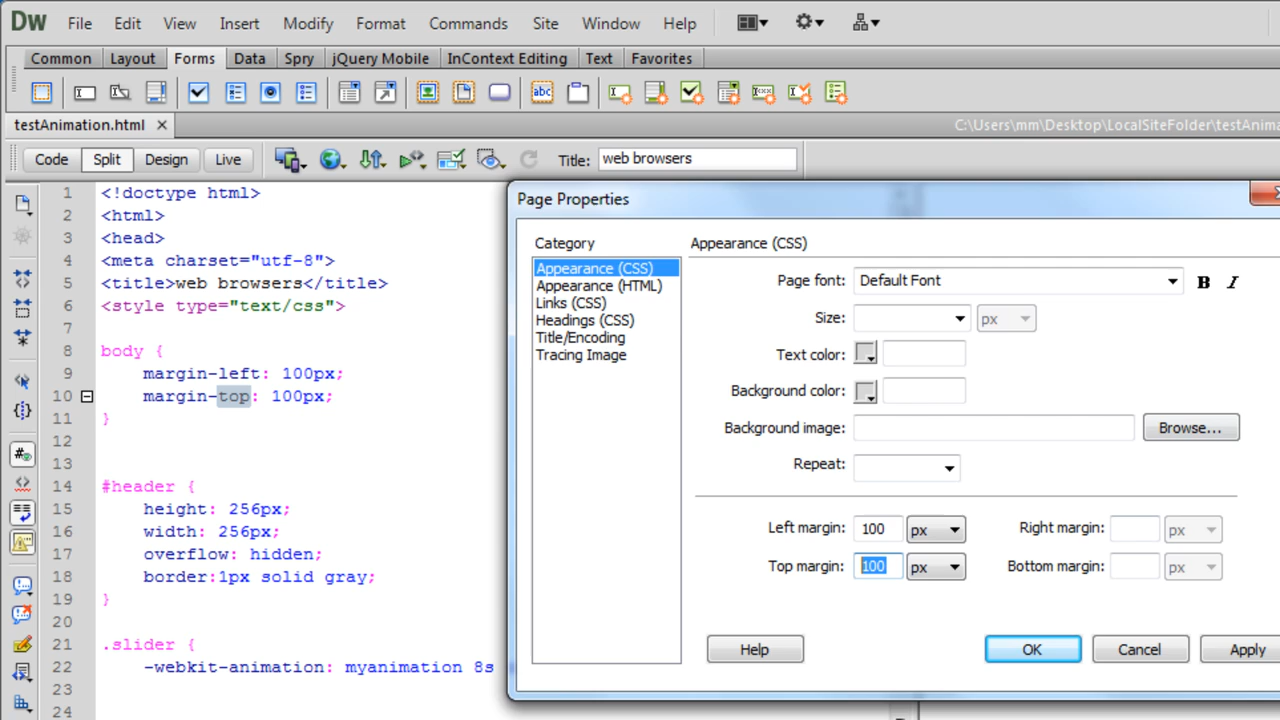 Dw File Edit View Insert Modify Format Commands Site Window Help
Common Layout Forms Data Spry jQuery Mobile InContext Editing Text Favorites
abc
testAnimation.html
C:\Users\mm\Desktop\LocalSiteFolder\testAnima
Code Split Design Live Title: web browsers
1 <!doctype html>
2 <html>
3 <head>
4 <meta charset="utf-8">
5 <title>web browsers</title>
6 <style type="text/css">
7
8 body {
9 margin-left: 100px;
10 margin-top: 100px;
11 }
12
13
14 #header {
15 height: 256px;
16 width: 256px;
17 overflow: hidden;
18 border:1px solid gray;
19 }
20
21 .slider {
22 -webkit-animation: myanimation 8s
23
24
Page Properties
Category
Appearance (CSS)
Appearance (HTML)
Links (CSS)
Headings (CSS)
Title/Encoding
Tracing Image
Appearance (CSS)
Page font: Default Font B I
Size: px
Text color:
Background color:
Background image: Browse...
Repeat:
Left margin: 100 px Right margin: px
Top margin: 100 px Bottom margin: px
Help OK Cancel Apply